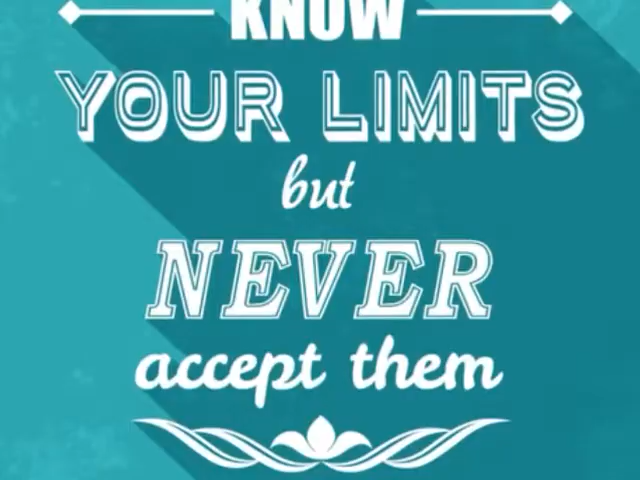 KNOW
YOUR LIMITS
but
NEVER
accept them